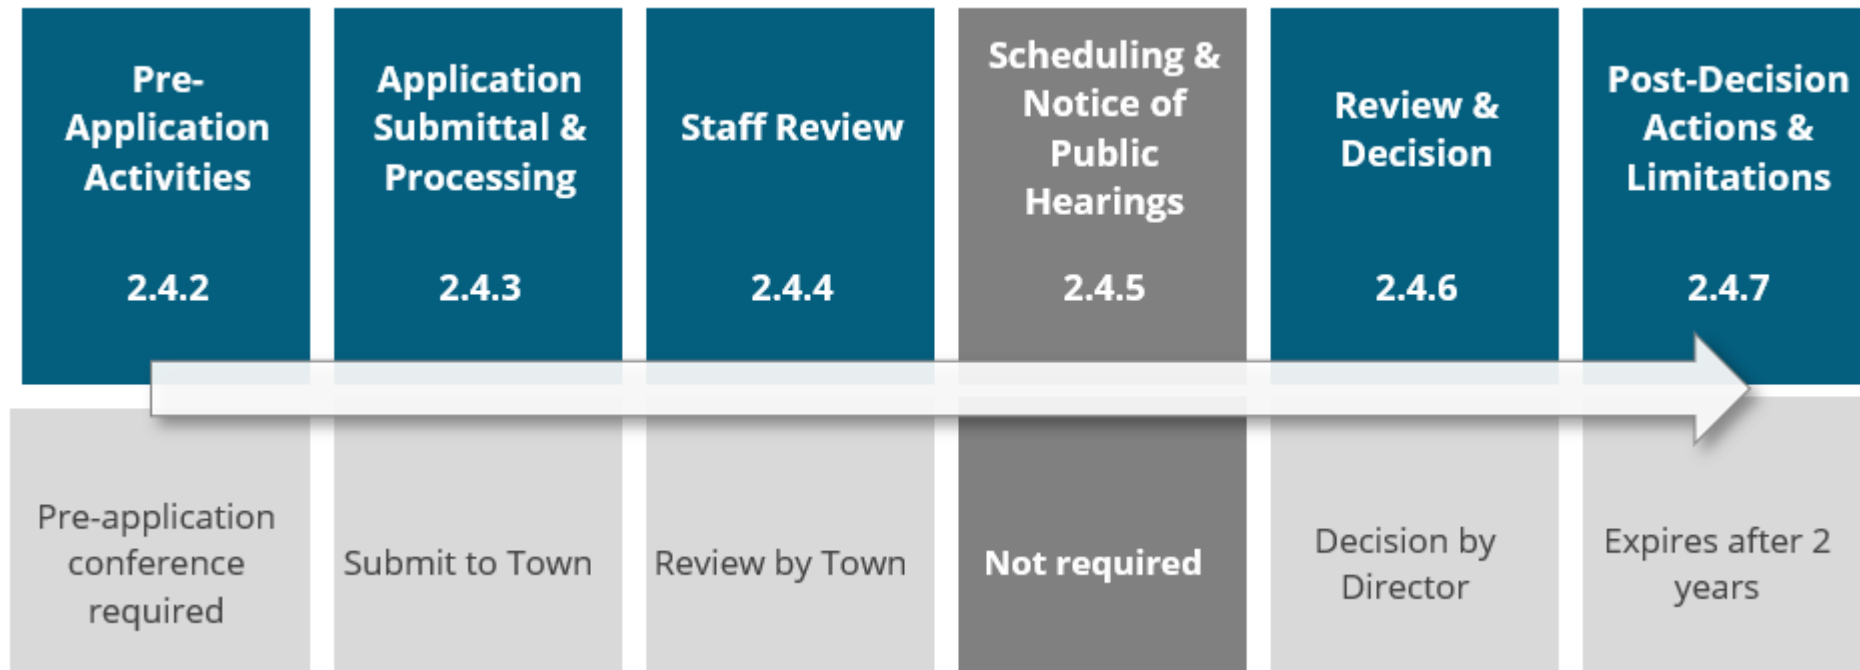 Pre-
Application
Activities
2.4.2
Application
Submittal &
Processing
2.4.3
Staff Review
2.4.4
Scheduling &
Notice of
Public
Hearings
2.4.5
Review &
Decision
2.4.6
Post-Decision
Actions &
Limitations
2.4.7
Pre-application
conference
required
Submit to Town
Review by Town
Not required
Decision by
Director
Expires after 2
years